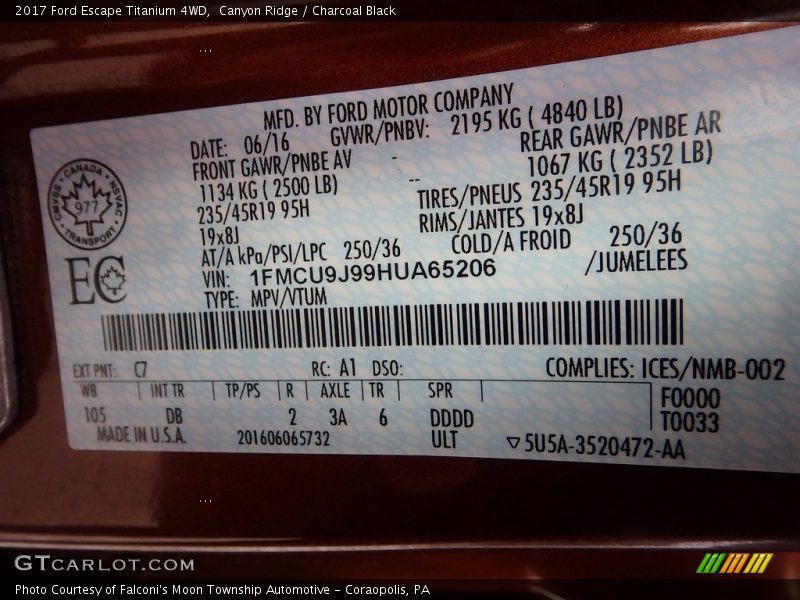 2017 Ford Escape Titanium 4WD, Canyon Ridge / Charcoal Black
MFD. BY FORD MOTOR COMPANY
DATE: 06/16 GVWR/PNBV: 2195 KG ( 4840 LB)
FRONT GAWR/PNBE AV - REAR GAWR/PNBE AR
1134 KG ( 2500 LB) -- 1067 KG ( 2352 LB)
235/45R19 95H TIRES/PNEUS 235/45R19 95H
19x8J RIMS/JANTES 19x8J
AT/A kPa/PSI/LPC 250/36 COLD/A FROID 250/36
VIN: 1FMCU9J99HUA65206 /JUMELEES
TYPE: MPV/VTUM
CANADA
CMVSS NSVAC
977
TRANSPORT
EC
EXT PNT: C7 RC: A1 DSO: COMPLIES: ICES/NMB-002
WB INT TR TP/PS R AXLE TR SPR F0000
105 DB 2 3A 6 DDDD T0033
MADE IN U.S.A. 201606065732 ULT ▽5U5A-3520472-AA
GTCARLOT.COM
Photo Courtesy of Falconi's Moon Township Automotive - Coraopolis, PA